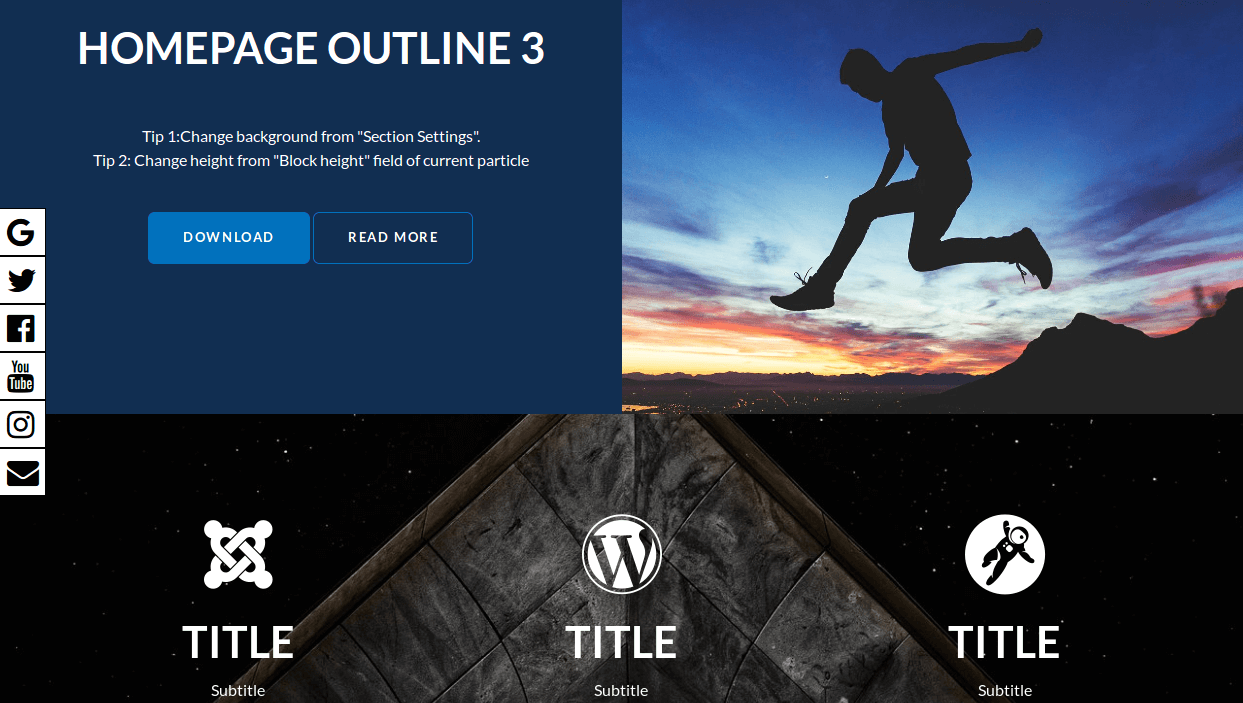 HOMEPAGE OUTLINE 3
Tip 1:Change background from "Section Settings".
Tip 2: Change height from "Block height" field of current particle
DOWNLOAD
READ MORE
G
You
Tube
TITLE
TITLE
TITLE
Subtitle
Subtitle
Subtitle